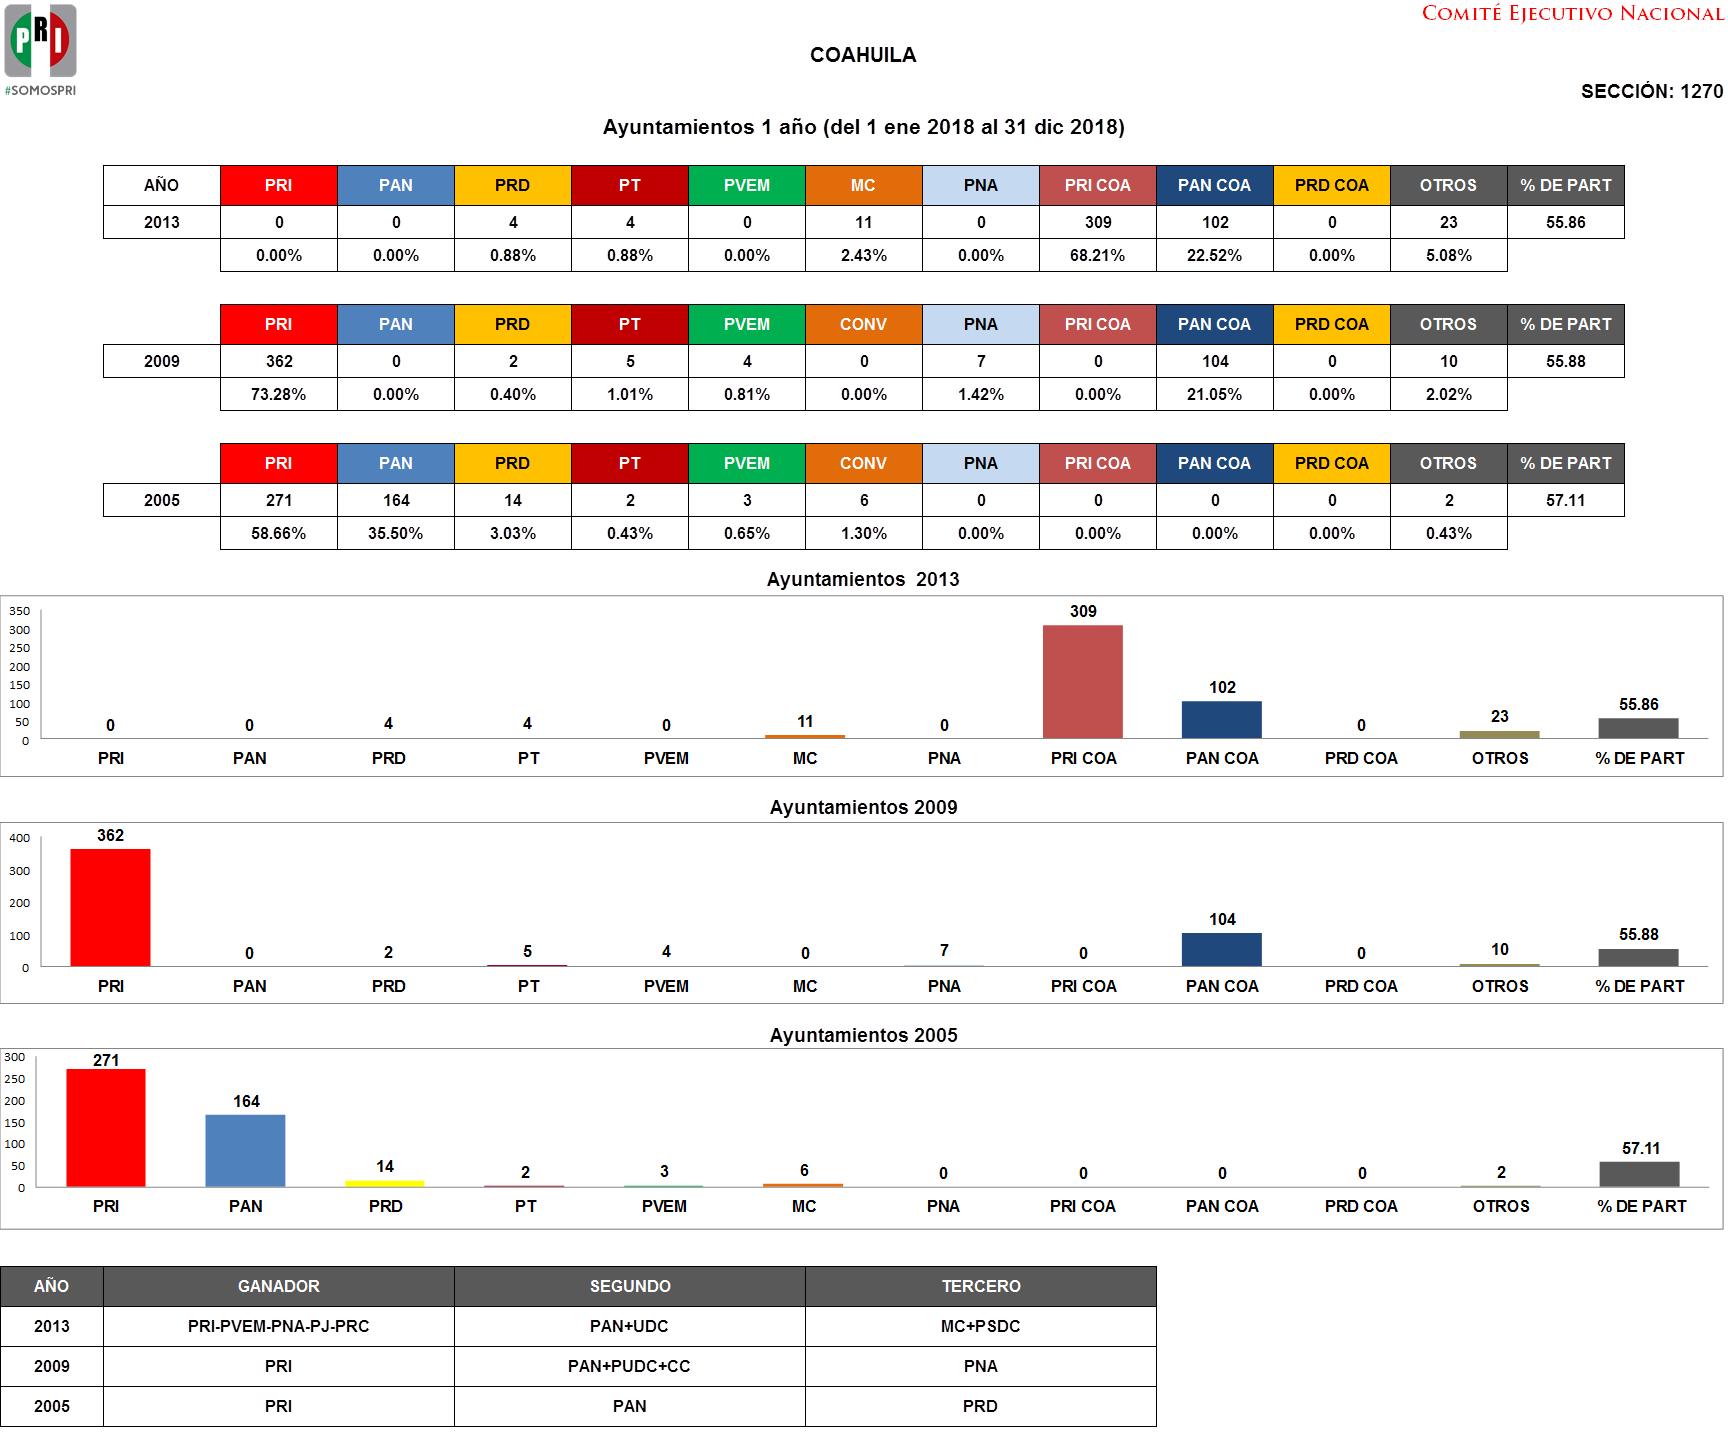 COMITÉ EJECUTIVO NACIONAL
PRI
#SOMOSPRI
COAHUILA
SECCIÓN: 1270
Ayuntamientos 1 año (del 1 ene 2018 al 31 dic 2018)
AÑO PRI PAN PRD PT PVEM MC PNA PRI COA PAN COA PRD COA OTROS % DE PART
2013 0 0 4 4 0 11 0 309 102 0 23 55.86
0.00% 0.00% 0.88% 0.88% 0.00% 2.43% 0.00% 68.21% 22.52% 0.00% 5.08%
PRI PAN PRD PT PVEM CONV PNA PRI COA PAN COA PRD COA OTROS % DE PART
2009 362 0 2 5 4 0 7 0 104 0 10 55.88
73.28% 0.00% 0.40% 1.01% 0.81% 0.00% 1.42% 0.00% 21.05% 0.00% 2.02%
PRI PAN PRD PT PVEM CONV PNA PRI COA PAN COA PRD COA OTROS % DE PART
2005 271 164 14 2 3 6 0 0 0 0 2 57.11
58.66% 35.50% 3.03% 0.43% 0.65% 1.30% 0.00% 0.00% 0.00% 0.00% 0.43%
Ayuntamientos 2013
350
300
250
200
150
100
50
0
0 0 4 4 0 11 0 309 102 0 23 55.86
PRI PAN PRD PT PVEM MC PNA PRI COA PAN COA PRD COA OTROS % DE PART
Ayuntamientos 2009
400
300
200
100
0
362 0 2 5 4 0 7 0 104 0 10 55.88
PRI PAN PRD PT PVEM MC PNA PRI COA PAN COA PRD COA OTROS % DE PART
Ayuntamientos 2005
300
250
200
150
100
50
0
271 164 14 2 3 6 0 0 0 0 2 57.11
PRI PAN PRD PT PVEM MC PNA PRI COA PAN COA PRD COA OTROS % DE PART
AÑO GANADOR SEGUNDO TERCERO
2013 PRI-PVEM-PNA-PJ-PRC PAN+UDC MC+PSDC
2009 PRI PAN+PUDC+CC PNA
2005 PRI PAN PRD